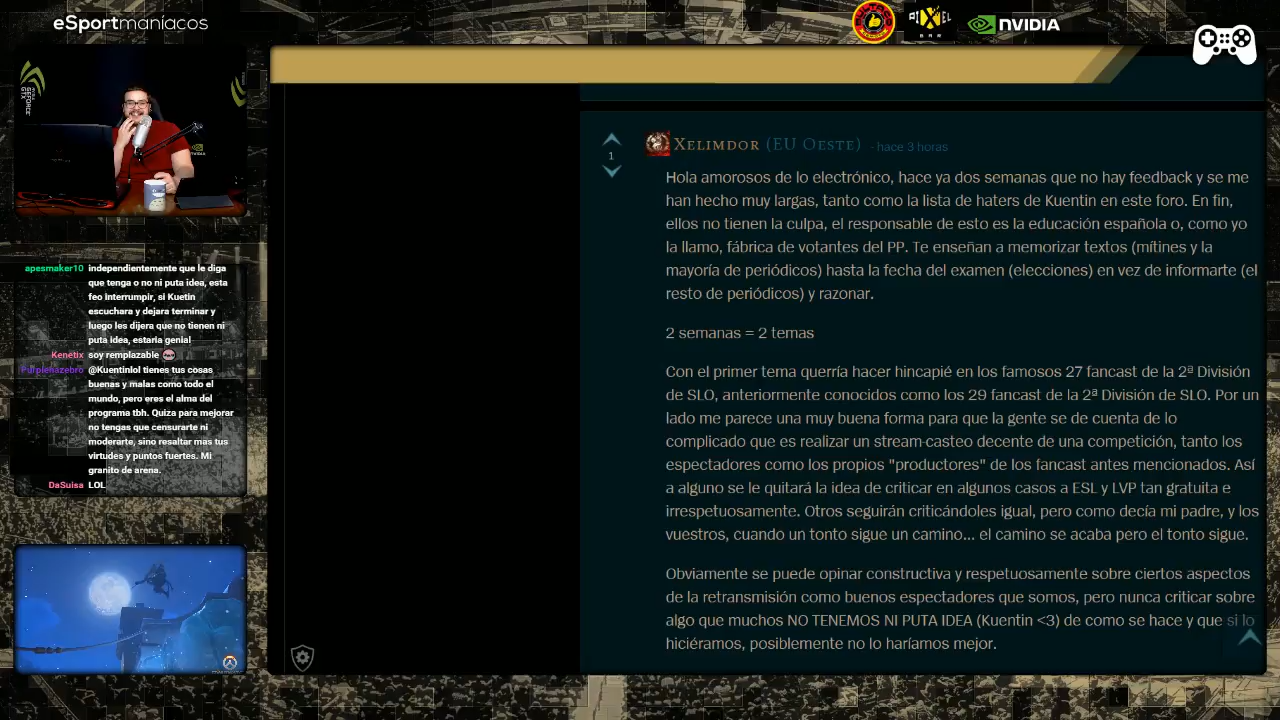 eSportmaníacos
PIXEL
BAR
NVIDIA
GEFORCE
GTX
NVIDIA
XELIMDOR (EU OESTE) - hace 3 horas
1
Hola amorosos de lo electrónico, hace ya dos semanas que no hay feedback y se me
han hecho muy largas, tanto como la lista de haters de Kuentin en este foro. En fin,
ellos no tienen la culpa, el responsable de esto es la educación española o, como yo
la llamo, fábrica de votantes del PP. Te enseñan a memorizar textos (mítines y la
mayoría de periódicos) hasta la fecha del examen (elecciones) en vez de informarte (el
resto de periódicos) y razonar.
2 semanas = 2 temas
Con el primer tema querría hacer hincapié en los famosos 27 fancast de la 2ª División
de SLO, anteriormente conocidos como los 29 fancast de la 2ª División de SLO. Por un
lado me parece una muy buena forma para que la gente se de cuenta de lo
complicado que es realizar un stream-casteo decente de una competición, tanto los
espectadores como los propios "productores" de los fancast antes mencionados. Así
a alguno se le quitará la idea de criticar en algunos casos a ESL y LVP tan gratuita e
irrespetuosamente. Otros seguirán criticándoles igual, pero como decía mi padre, y los
vuestros, cuando un tonto sigue un camino... el camino se acaba pero el tonto sigue.
Obviamente se puede opinar constructiva y respetuosamente sobre ciertos aspectos
de la retransmisión como buenos espectadores que somos, pero nunca criticar sobre
algo que muchos NO TENEMOS NI PUTA IDEA (Kuentin <3) de como se hace y que si lo
hiciéramos, posiblemente no lo haríamos mejor.
apesmaker10 independientemente que le diga
que tenga o no ni puta idea, esta
feo interrumpir, si Kuetin
escuchara y dejara terminar y
luego les dijera que no tienen ni
puta idea, estaria genial
Kenetix soy remplazable
Purplehazebro @Kuentinlol tienes tus cosas
buenas y malas como todo el
mundo, pero eres el alma del
programa tbh. Quiza para mejorar
no tengas que censurarte ni
moderarte, sino resaltar mas tus
virtudes y puntos fuertes. Mi
granito de arena.
DaSuisa LOL